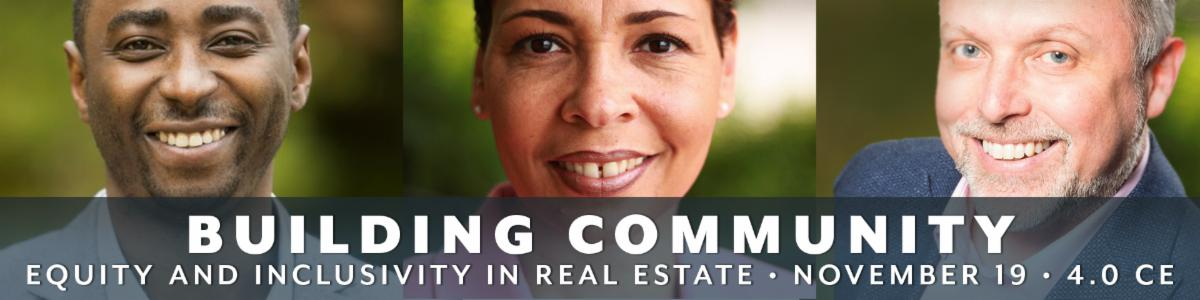 BUILDING COMMUNITY
EQUITY AND INCLUSIVITY IN REAL ESTATE • NOVEMBER 19 • 4.0 CE